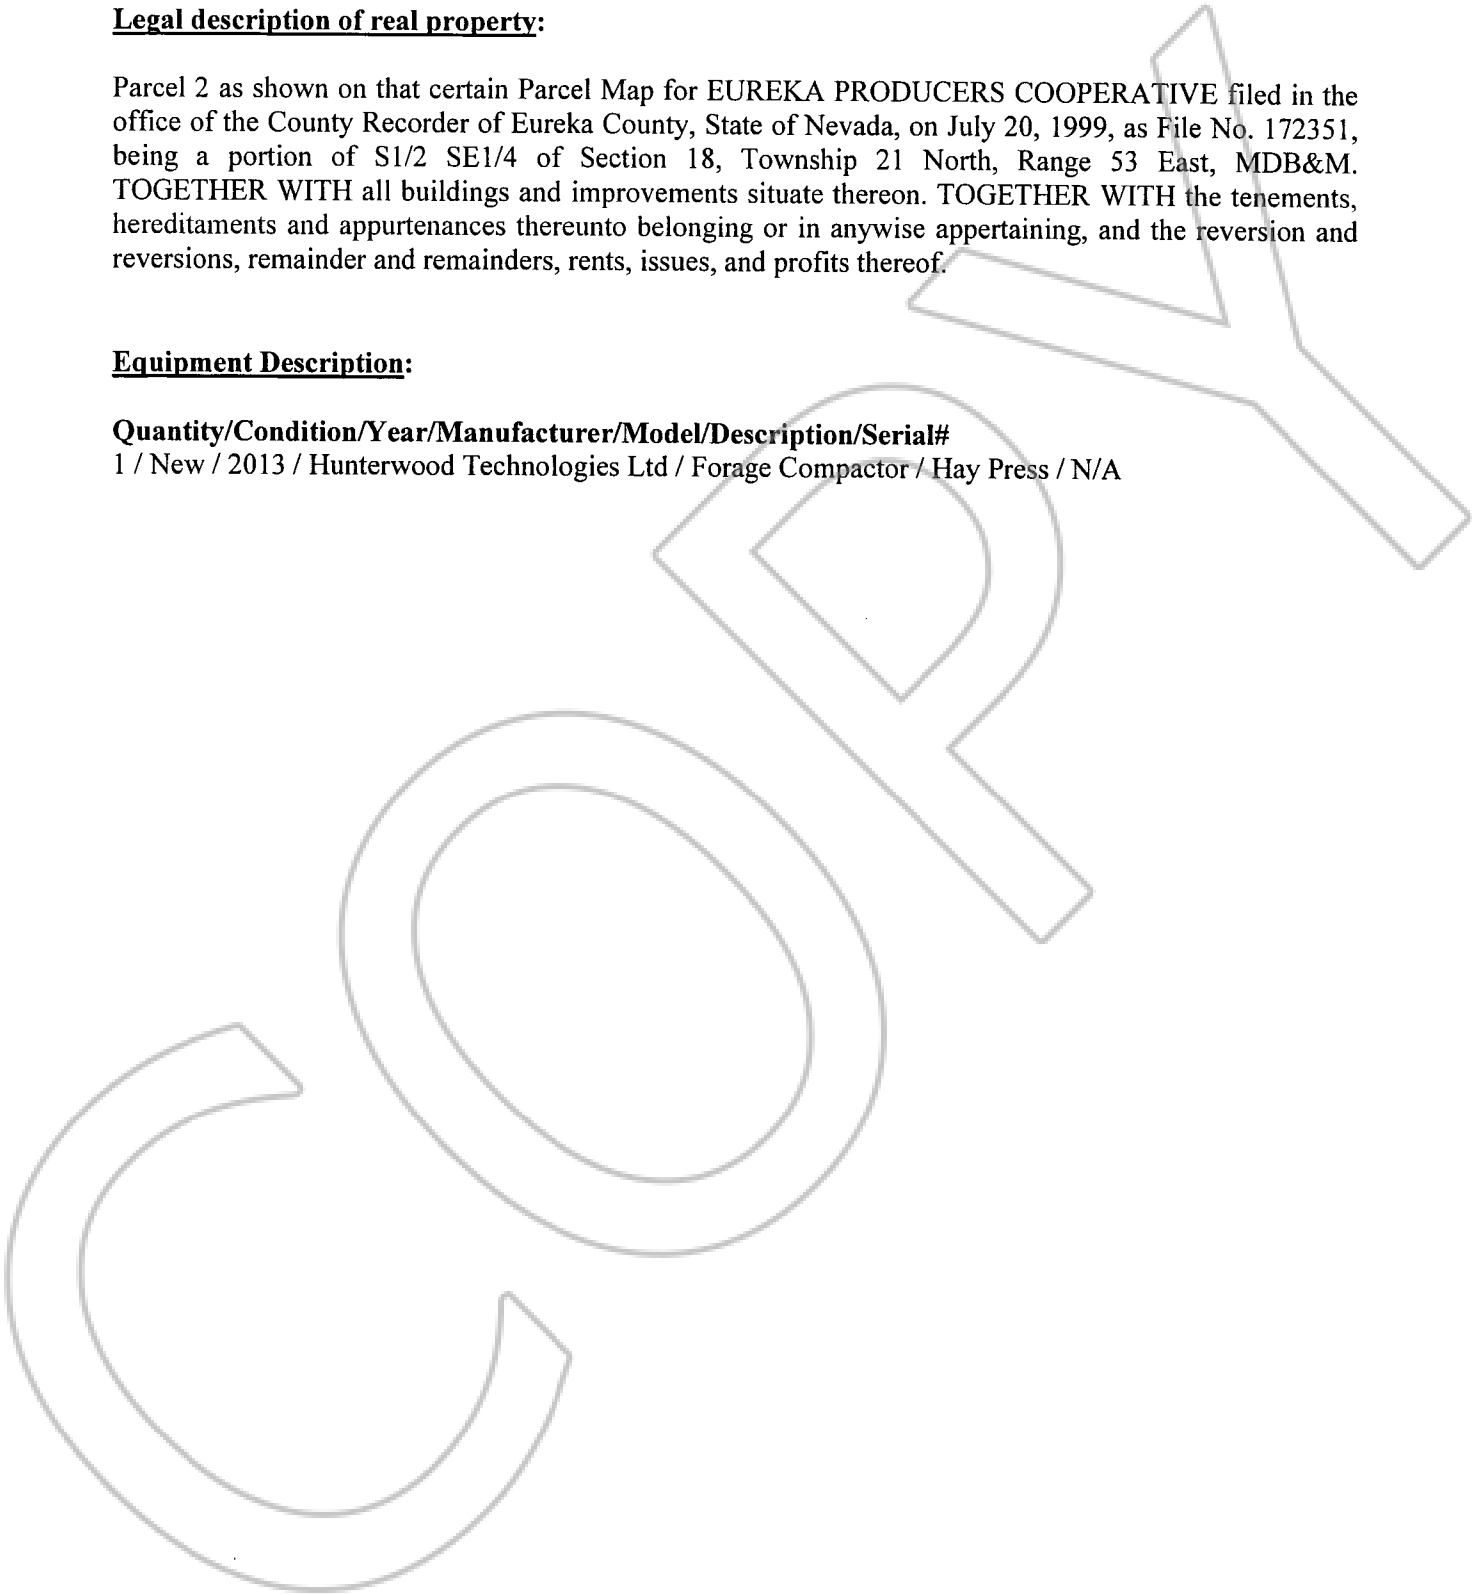 Legal description of real property:
Parcel 2 as shown on that certain Parcel Map for EUREKA PRODUCERS COOPERATIVE filed in the
office of the County Recorder of Eureka County, State of Nevada, on July 20, 1999, as File No. 172351,
being a portion of S1/2 SE1/4 of Section 18, Township 21 North, Range 53 East, MDB&M.
TOGETHER WITH all buildings and improvements situate thereon. TOGETHER WITH the tenements,
hereditaments and appurtenances thereunto belonging or in anywise appertaining, and the reversion and
reversions, remainder and remainders, rents, issues, and profits thereof.
Equipment Description:
Quantity/Condition/Year/Manufacturer/Model/Description/Serial#
1 / New / 2013 / Hunterwood Technologies Ltd / Forage Compactor / Hay Press / N/A
COPY